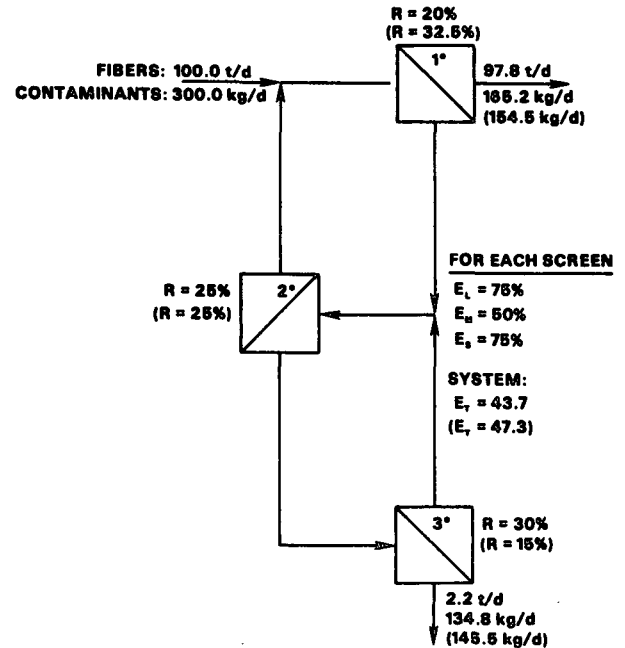 R = 20%
(R = 32.5%)
1°
FIBERS: 100.0 t/d
CONTAMINANTS: 300.0 kg/d
97.8 t/d
165.2 kg/d
(154.5 kg/d)
FOR EACH SCREEN
E_L = 75%
E_M = 50%
E_S = 75%
R = 25%
(R = 25%)
2°
SYSTEM:
E_T = 43.7
(E_T = 47.3)
3°
R = 30%
(R = 15%)
2.2 t/d
134.8 kg/d
(145.5 kg/d)